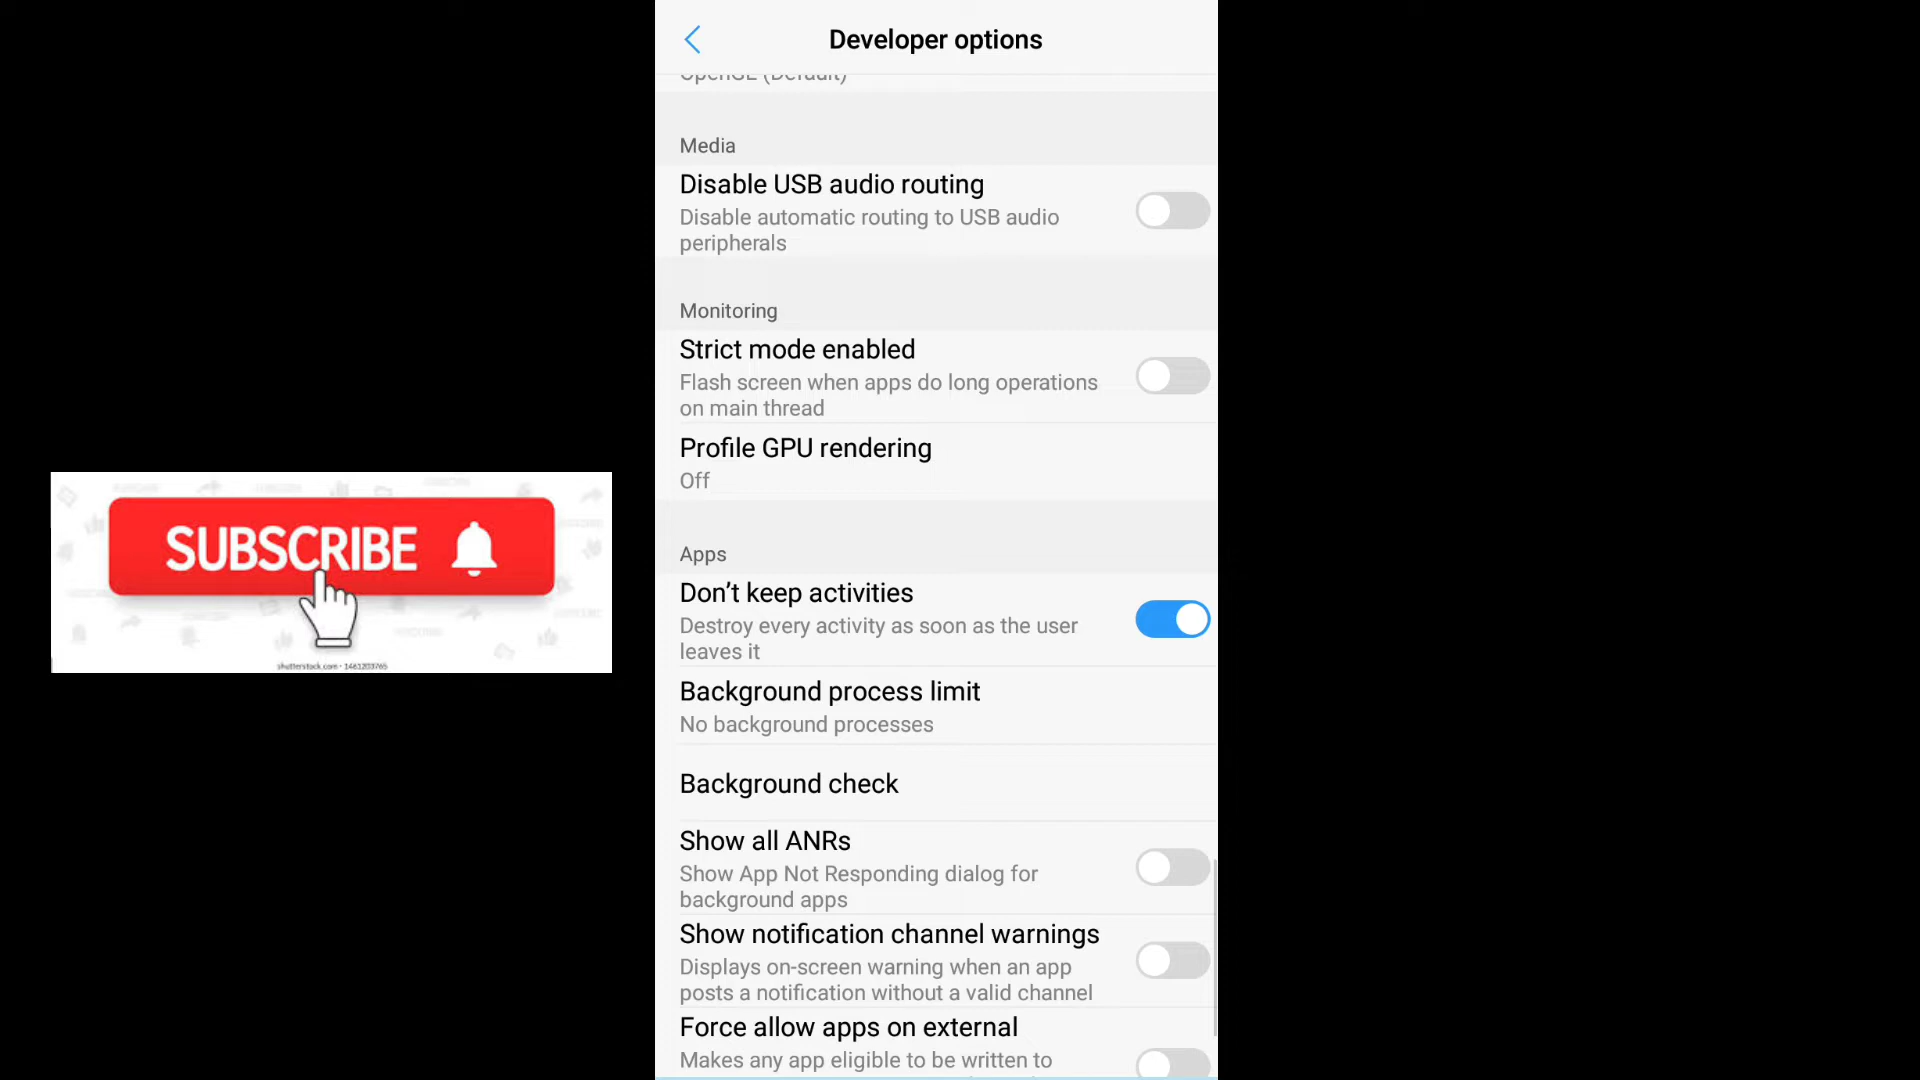 Developer options
OpenGL (Default)
Media
Disable USB audio routing
Disable automatic routing to USB audio
peripherals
Monitoring
Strict mode enabled
Flash screen when apps do long operations
on main thread
Profile GPU rendering
Off
SUBSCRIBE
shutterstock.com · 1461203765
Apps
Don’t keep activities
Destroy every activity as soon as the user
leaves it
Background process limit
No background processes
Background check
Show all ANRs
Show App Not Responding dialog for
background apps
Show notification channel warnings
Displays on-screen warning when an app
posts a notification without a valid channel
Force allow apps on external
Makes any app eligible to be written to